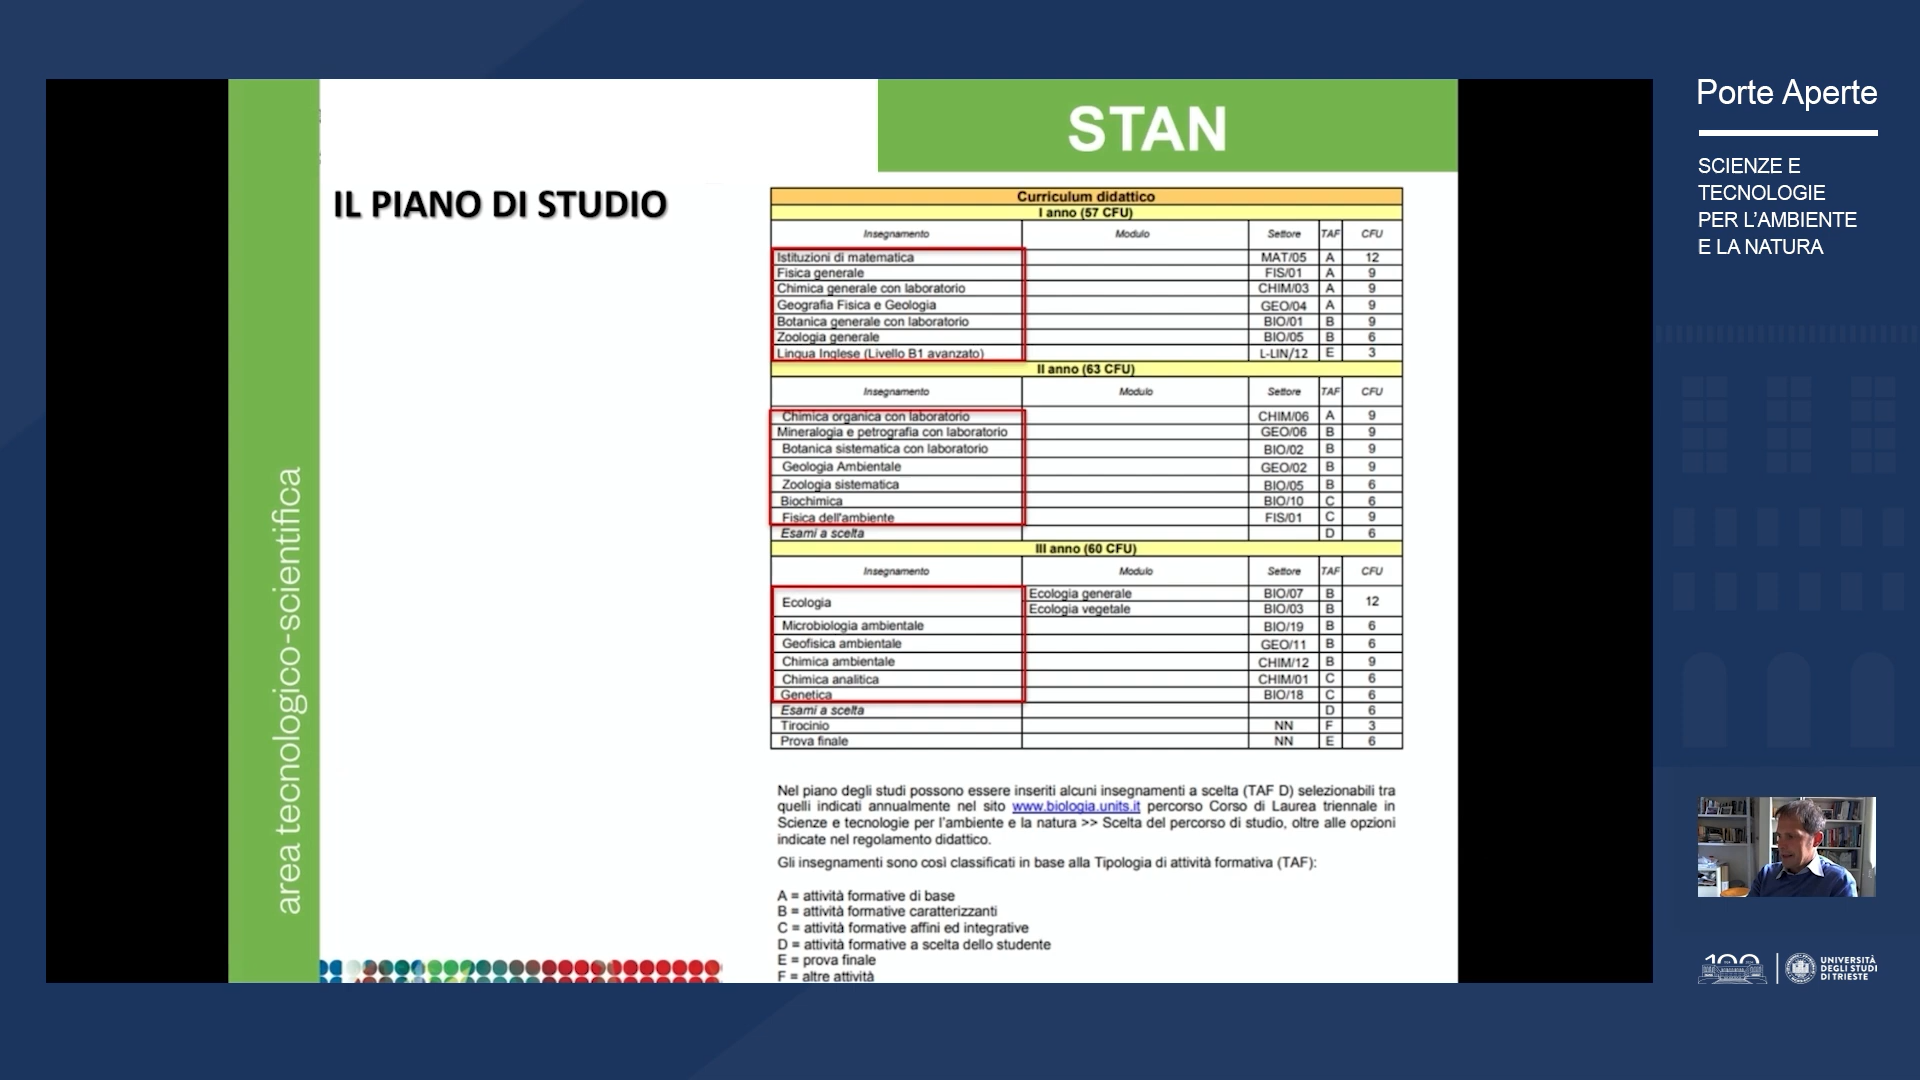 STAN
IL PIANO DI STUDIO
area tecnologico-scientifica
Curriculum didattico
I anno (57 CFU)
Insegnamento Modulo Settore TAF CFU
Istituzioni di matematica MAT/05 A 12
Fisica generale FIS/01 A 9
Chimica generale con laboratorio CHIM/03 A 9
Geografia Fisica e Geologia GEO/04 A 9
Botanica generale con laboratorio BIO/01 B 9
Zoologia generale BIO/05 B 6
Lingua Inglese (Livello B1 avanzato) L-LIN/12 E 3
II anno (63 CFU)
Insegnamento Modulo Settore TAF CFU
Chimica organica con laboratorio CHIM/06 A 9
Mineralogia e petrografia con laboratorio GEO/06 B 9
Botanica sistematica con laboratorio BIO/02 B 9
Geologia Ambientale GEO/02 B 9
Zoologia sistematica BIO/05 B 6
Biochimica BIO/10 C 6
Fisica dell'ambiente FIS/01 C 9
Esami a scelta D 6
III anno (60 CFU)
Insegnamento Modulo Settore TAF CFU
Ecologia Ecologia generale BIO/07 B 12
Ecologia vegetale BIO/03 B
Microbiologia ambientale BIO/19 B 6
Geofisica ambientale GEO/11 B 6
Chimica ambientale CHIM/12 B 9
Chimica analitica CHIM/01 C 6
Genetica BIO/18 C 6
Esami a scelta D 6
Tirocinio NN F 3
Prova finale NN E 6
Nel piano degli studi possono essere inseriti alcuni insegnamenti a scelta (TAF D) selezionabili tra
quelli indicati annualmente nel sito www.biologia.units.it percorso Corso di Laurea triennale in
Scienze e tecnologie per l'ambiente e la natura >> Scelta del percorso di studio, oltre alle opzioni
indicate nel regolamento didattico.
Gli insegnamenti sono così classificati in base alla Tipologia di attività formativa (TAF):
A = attività formative di base
B = attività formative caratterizzanti
C = attività formative affini ed integrative
D = attività formative a scelta dello studente
E = prova finale
F = altre attività
Porte Aperte
SCIENZE E
TECNOLOGIE
PER L'AMBIENTE
E LA NATURA
100
UNIVERSITÀ
DEGLI STUDI
DI TRIESTE